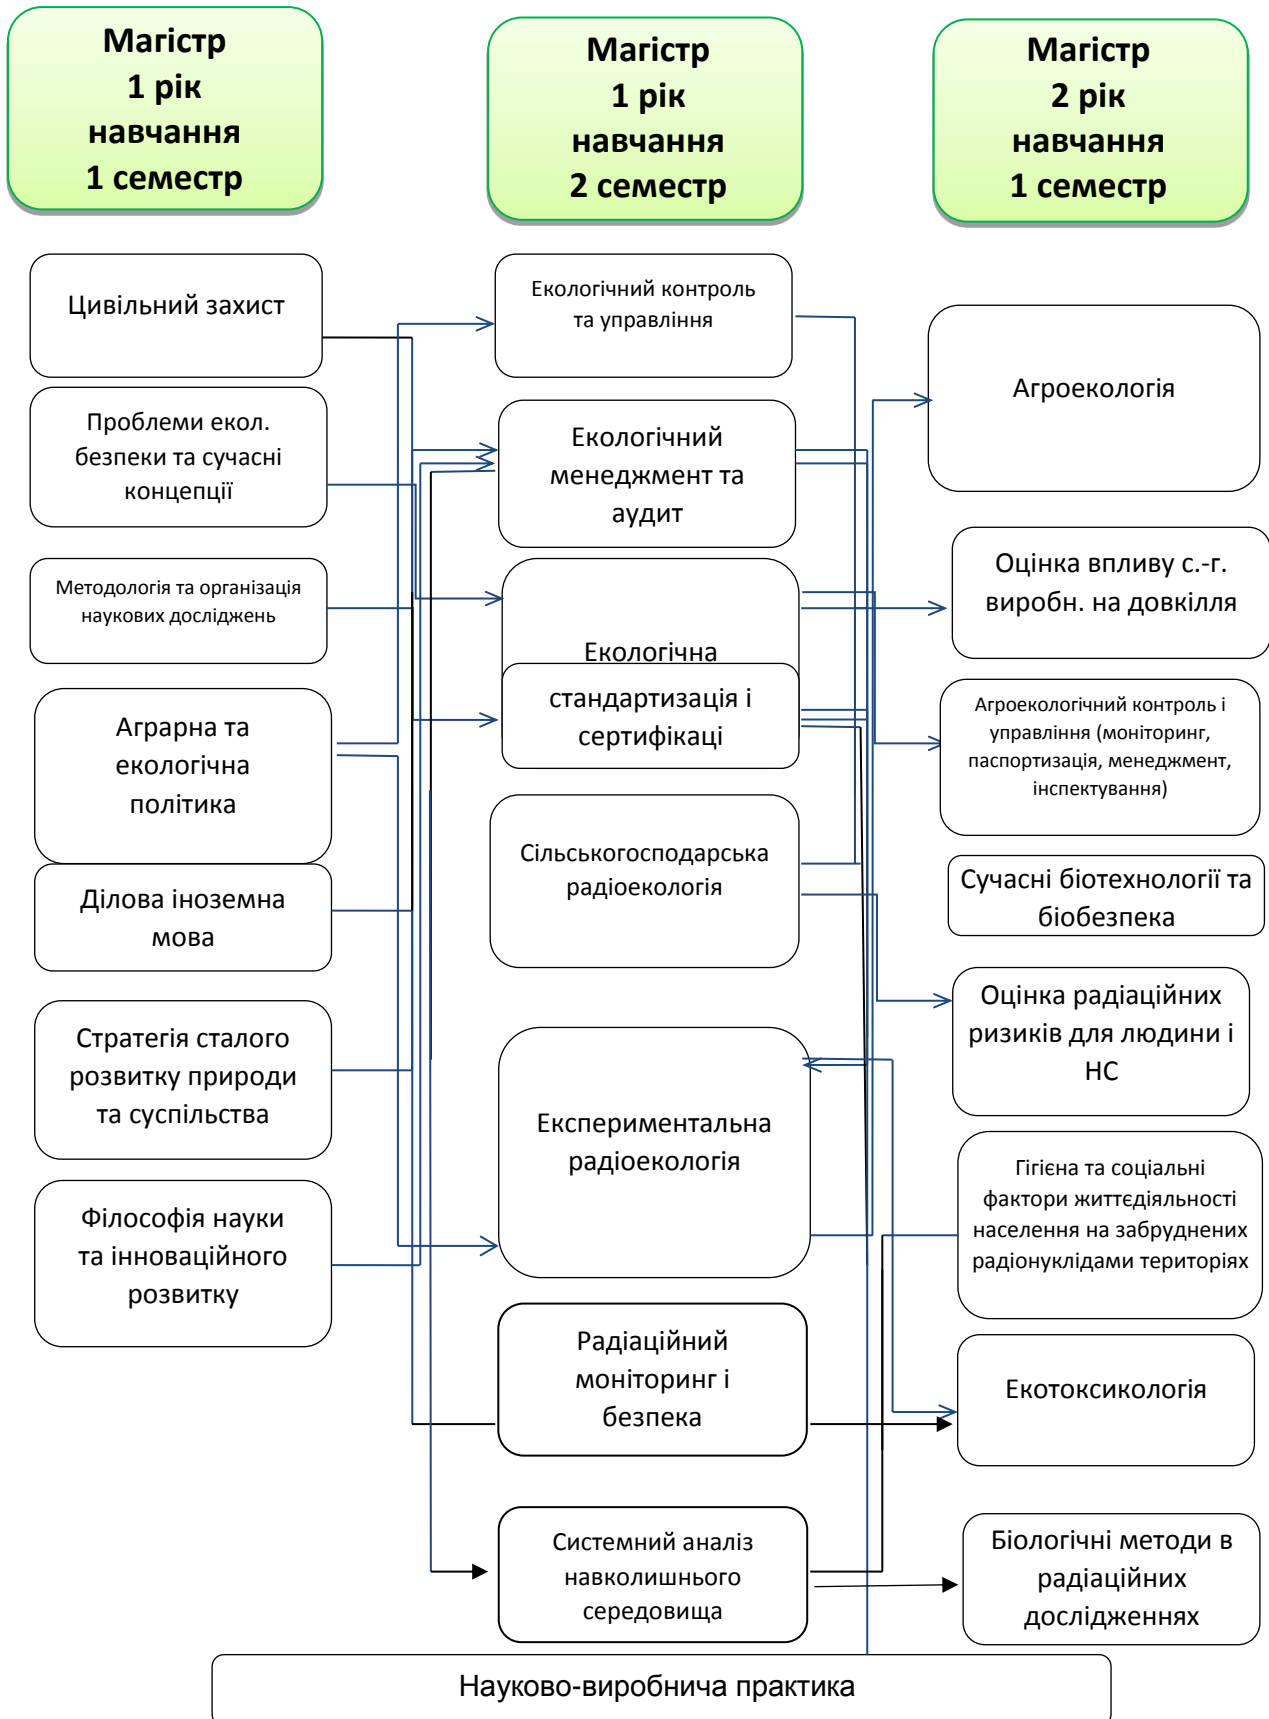 Магістр
1 рік
навчання
1 семестр
Магістр
1 рік
навчання
2 семестр
Магістр
2 рік
навчання
1 семестр
Цивільний захист
Проблеми екол.
безпеки та сучасні
концепції
Методологія та організація
наукових досліджень
Аграрна та
екологічна
політика
Ділова іноземна
мова
Стратегія сталого
розвитку природи
та суспільства
Філософія науки
та інноваційного
розвитку
Екологічний контроль
та управління
Екологічний
менеджмент та
аудит
Екологічна
стандартизація і
сертифікаці
Сільськогосподарська
радіоекологія
Експериментальна
радіоекологія
Радіаційний
моніторинг і
безпека
Системний аналіз
навколишнього
середовища
Агроекологія
Оцінка впливу с.-г.
виробн. на довкілля
Агроекологічний контроль і
управління (моніторинг,
паспортизація, менеджмент,
інспектування)
Сучасні біотехнології та
біобезпека
Оцінка радіаційних
ризиків для людини і
НС
Гігієна та соціальні
фактори життєдіяльності
населення на забруднених
радіонуклідами територіях
Екотоксикологія
Біологічні методи в
радіаційних
дослідженнях
Науково-виробнича практика